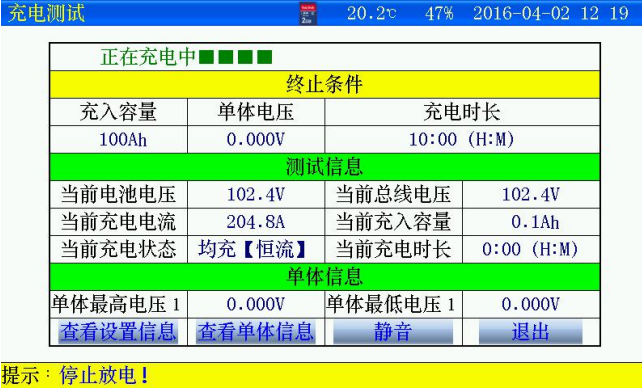 充电测试 20.2℃ 47% 2016-04-02 12 19
正在充电中
终止条件
充入容量 单体电压 充电时长
100Ah 0.000V 10:00 (H:M)
测试信息
当前电池电压 102.4V 当前总线电压 102.4V
当前充电电流 204.8A 当前充入容量 0.1Ah
当前充电状态 均充【恒流】 当前充电时长 0:00 (H:M)
单体信息
单体最高电压 1 0.000V 单体最低电压 1 0.000V
查看设置信息 查看单体信息 静音 退出
提示：停止放电！